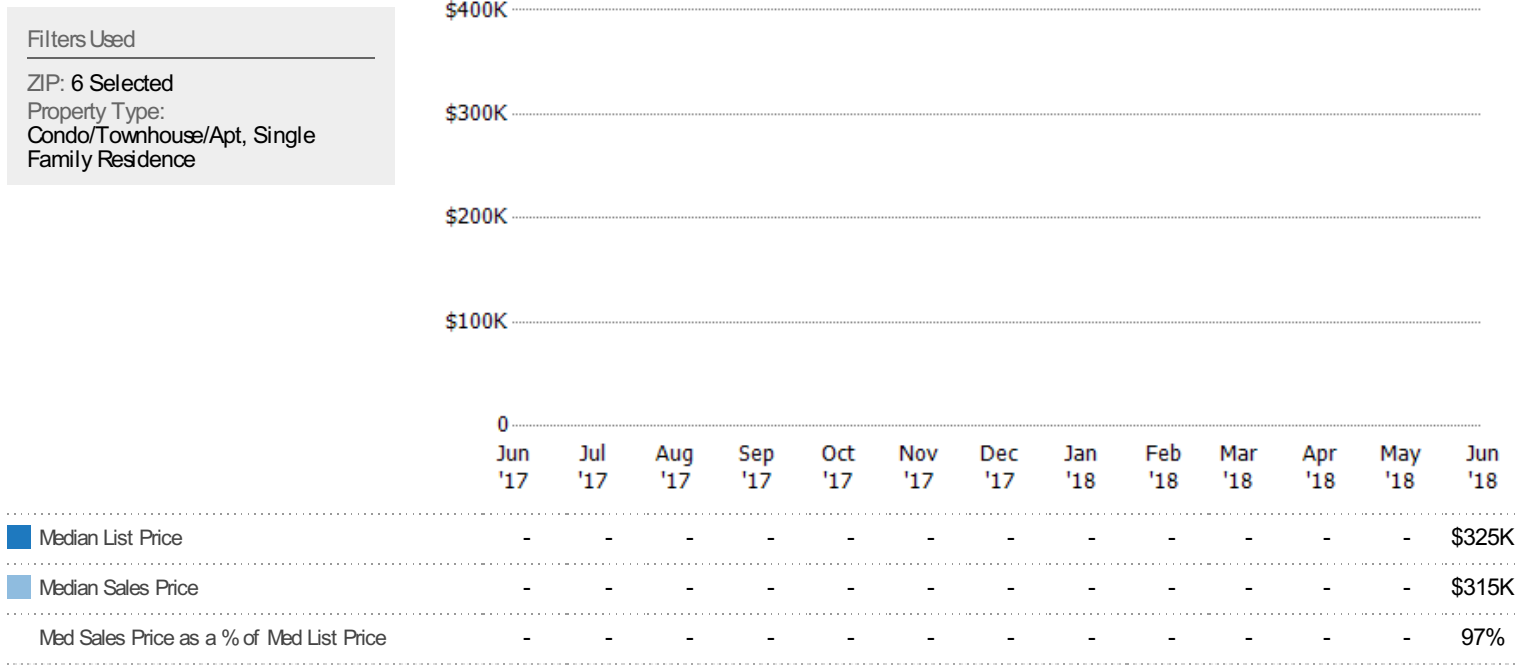 Filters Used
ZIP: 6 Selected
Property Type:
Condo/Townhouse/Apt, Single
Family Residence
$400K
$300K
$200K
$100K
0
Jun Jul Aug Sep Oct Nov Dec Jan Feb Mar Apr May Jun
'17 '17 '17 '17 '17 '17 '17 '18 '18 '18 '18 '18 '18
Median List Price - - - - - - - - - - - - $325K
Median Sales Price - - - - - - - - - - - - $315K
Med Sales Price as a % of Med List Price - - - - - - - - - - - - 97%